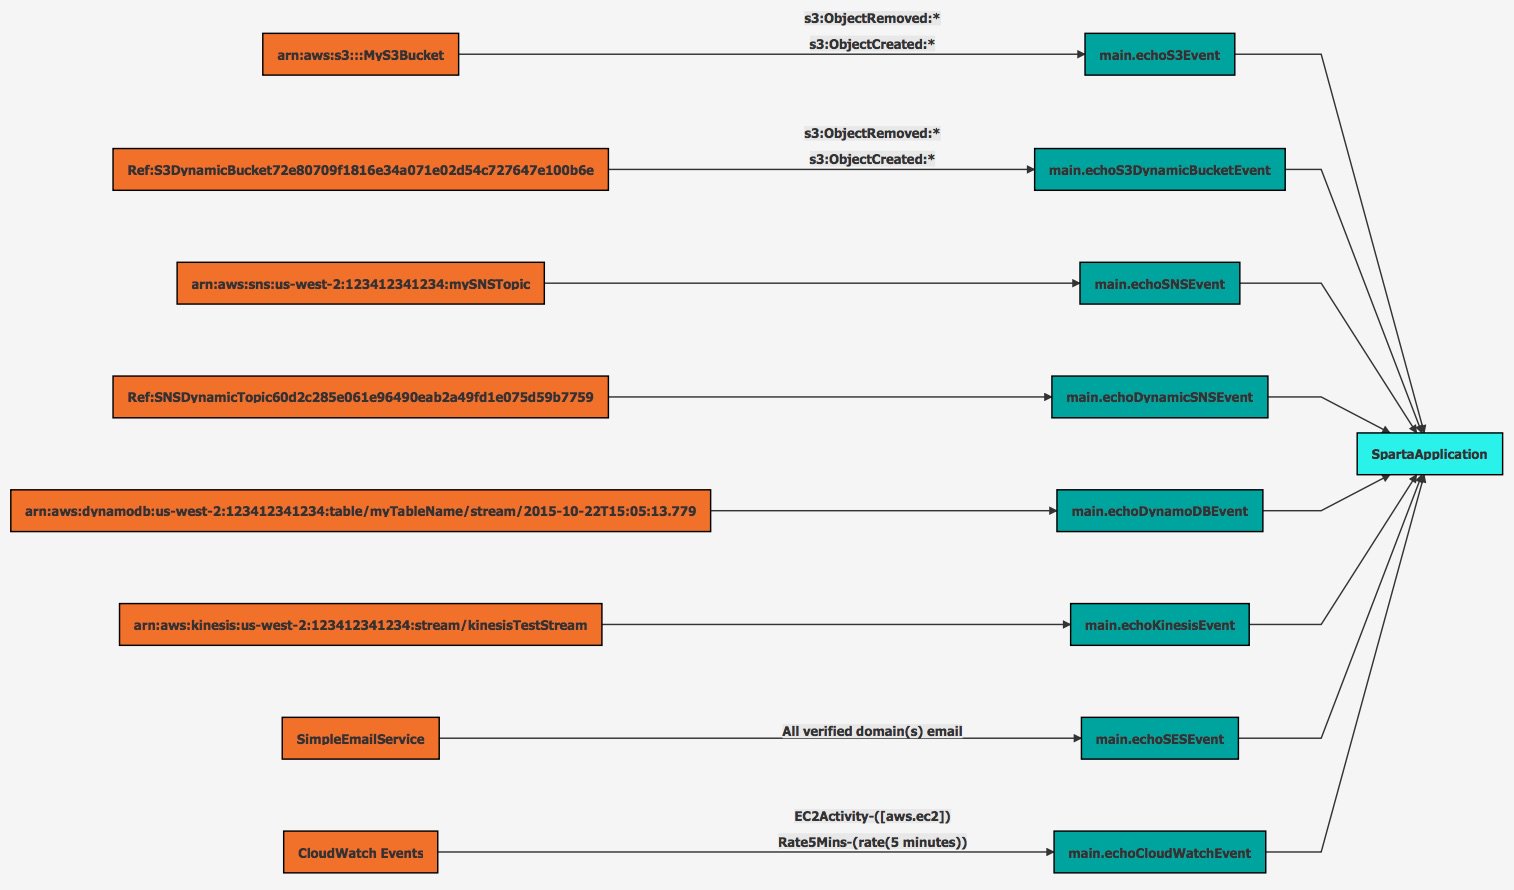 s3:ObjectRemoved:*
s3:ObjectCreated:*
arn:aws:s3:::MyS3Bucket
main.echoS3Event
s3:ObjectRemoved:*
s3:ObjectCreated:*
Ref:S3DynamicBucket72e80709f1816e34a071e02d54c727647e100b6e
main.echoS3DynamicBucketEvent
arn:aws:sns:us-west-2:123412341234:mySNSTopic
main.echoSNSEvent
Ref:SNSDynamicTopic60d2c285e061e96490eab2a49fd1e075d59b7759
main.echoDynamicSNSEvent
SpartaApplication
arn:aws:dynamodb:us-west-2:123412341234:table/myTableName/stream/2015-10-22T15:05:13.779
main.echoDynamoDBEvent
arn:aws:kinesis:us-west-2:123412341234:stream/kinesisTestStream
main.echoKinesisEvent
SimpleEmailService
All verified domain(s) email
main.echoSESEvent
EC2Activity-([aws.ec2])
Rate5Mins-(rate(5 minutes))
CloudWatch Events
main.echoCloudWatchEvent